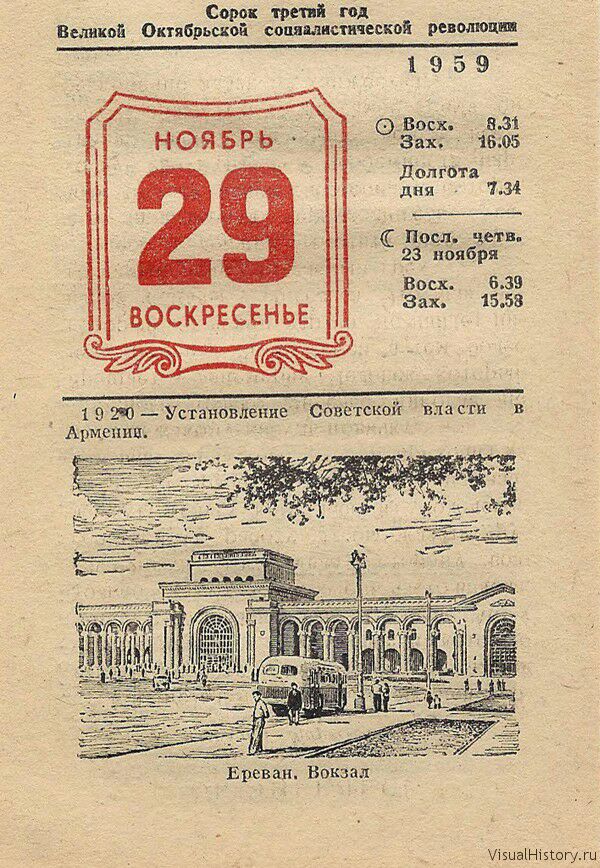 Сорок третий год
Великой Октябрьской социалистической революции
1959
НОЯБРЬ
29
ВОСКРЕСЕНЬЕ
Восх. 8.31
Зах. 16.05
Долгота
дня 7.34
Посл. четв.
23 ноября
Восх. 6.39
Зах. 15.58
1920 — Установление Советской власти в
Армении.
Ереван. Вокзал
VisualHistory.ru